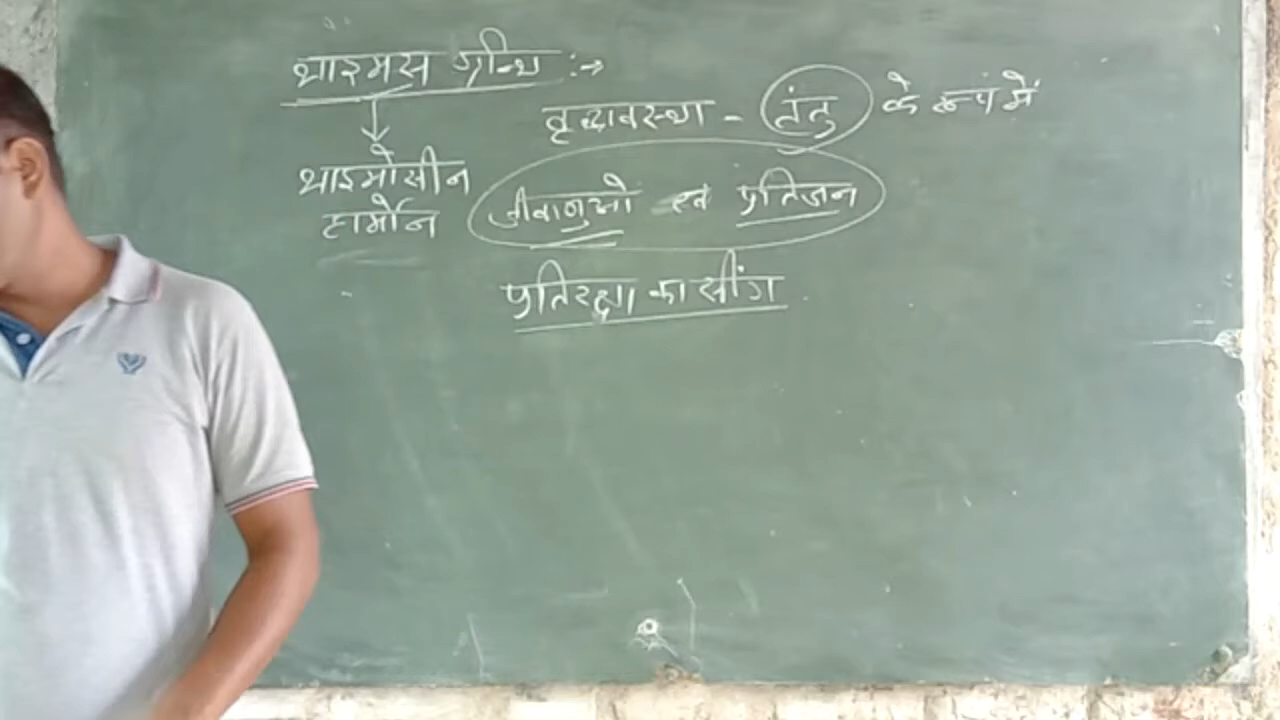 थाइमस ग्रन्थि :→
वृद्धावस्था - तंतु के रूप में
थाइमोसीन
हार्मोन
जीवाणुओ एवं प्रतिजन
प्रतिरक्षा का सींग